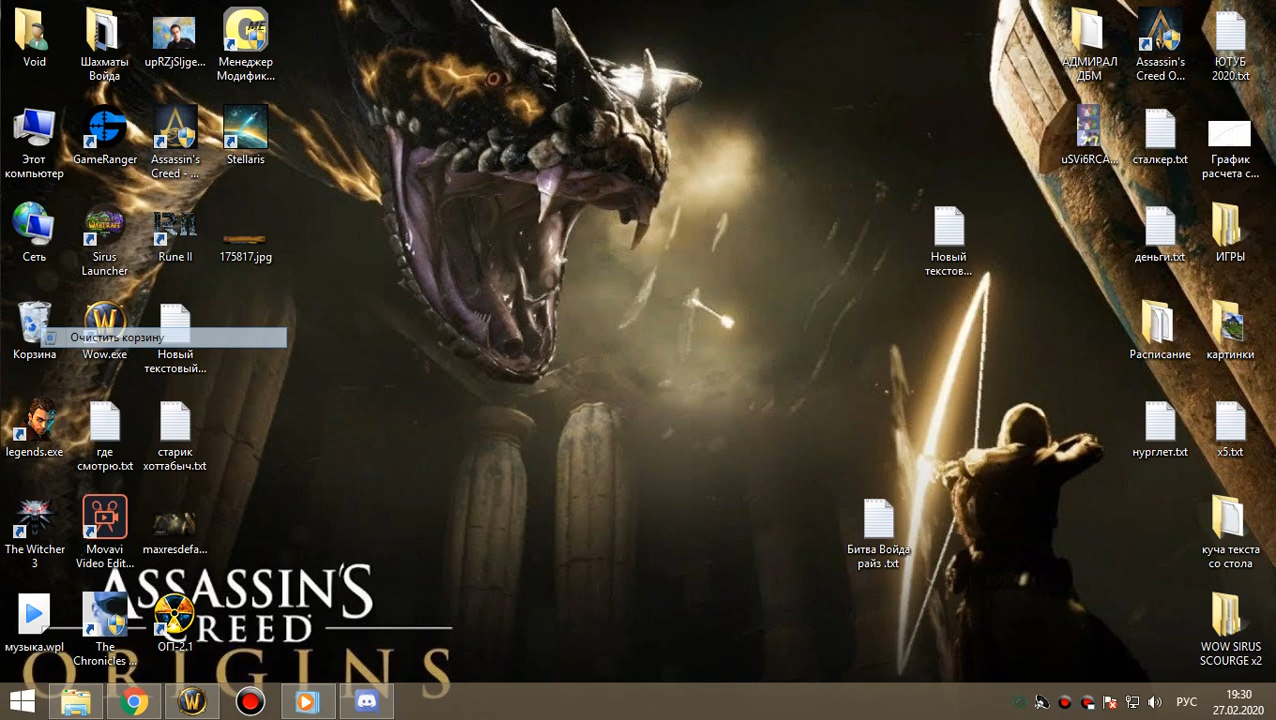 Void
Шахматы
Войда
upRZjSljge...
Менеджер
Модифик...
АДМИРАЛ
ДБМ
Assassin's
Creed O...
ЮТУБ
2020.txt
Этот
компьютер
GameRanger
Assassin's
Creed - ...
Stellaris
uSVi6RCA...
сталкер.txt
График
расчета с...
Сеть
Sirus
Launcher
Rune II
175817.jpg
Новый
текстов...
деньги.txt
ИГРЫ
Очистить корзину
Корзина
Wow.exe
Новый
текстовый...
Расписание
картинки
legends.exe
где
смотрю.txt
старик
хоттабыч.txt
нурглет.txt
x5.txt
The Witcher
3
Movavi
Video Edit...
maxresdefa...
Битва Войда
райз .txt
куча текста
со стола
ASSASSIN'S
CREED
ORIGINS
музыка.wpl
The
Chronicles ...
ОП-2.1
WOW SIRUS
SCOURGE x2
РУС
19:30
27.02.2020